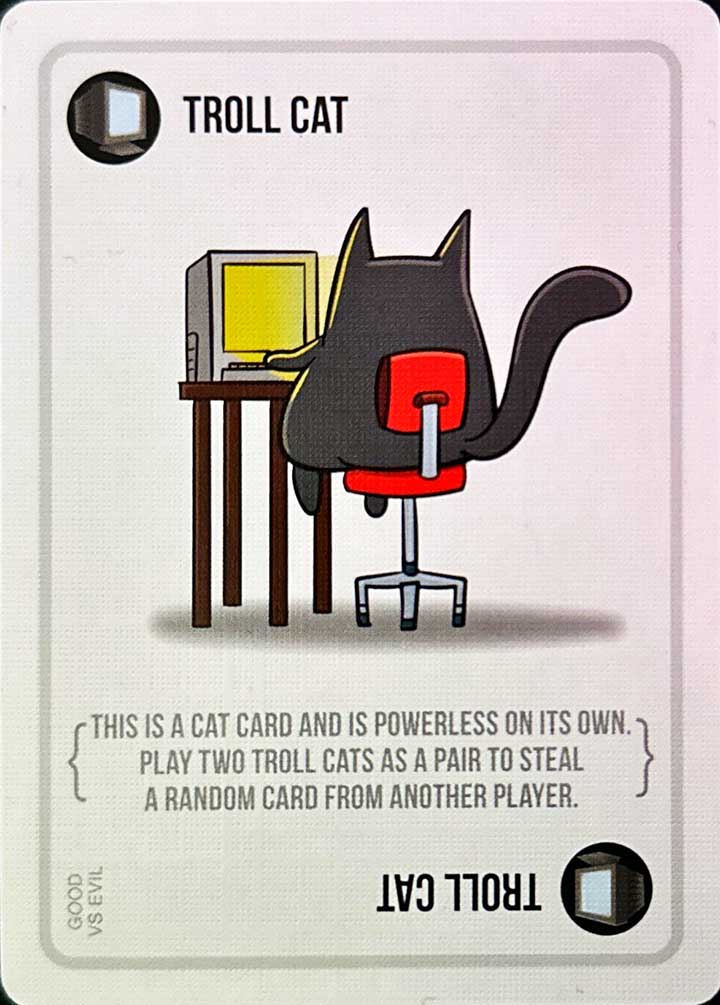 TROLL CAT
THIS IS A CAT CARD AND IS POWERLESS ON ITS OWN.
PLAY TWO TROLL CATS AS A PAIR TO STEAL
A RANDOM CARD FROM ANOTHER PLAYER.
GOOD
VS EVIL
TROLL CAT